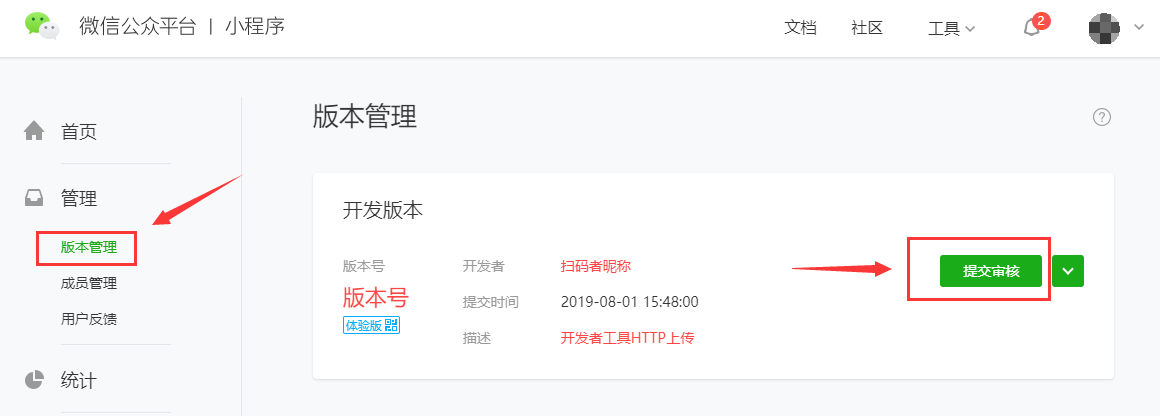 微信公众平台 | 小程序
文档 社区 工具 2
首页
管理
版本管理
成员管理
用户反馈
统计
版本管理 ?
开发版本
版本号 开发者 扫码者昵称 提交审核
版本号 提交时间 2019-08-01 15:48:00
体验版 描述 开发者工具HTTP上传